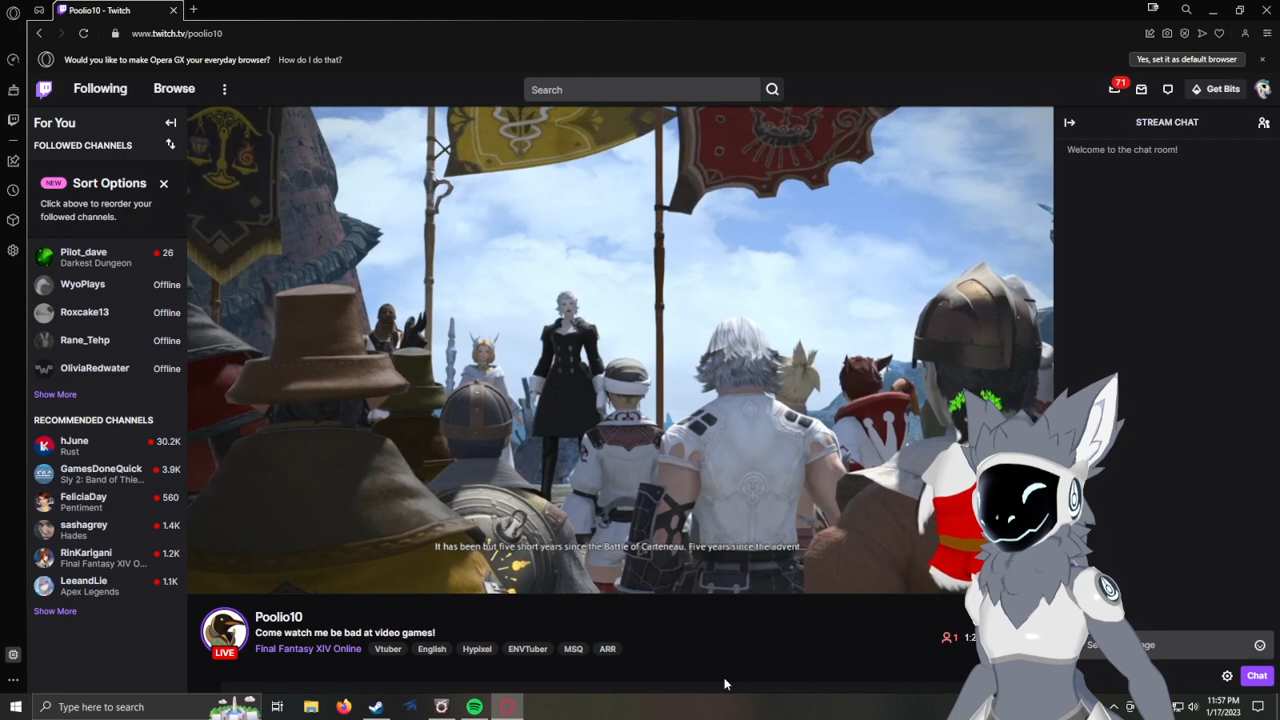 Poolio10 - Twitch
www.twitch.tv/poolio10
Would you like to make Opera GX your everyday browser? How do I do that?
Yes, set it as default browser
Following
Browse
Search
71
Get Bits
For You
FOLLOWED CHANNELS
NEW Sort Options
Click above to reorder your
followed channels.
Pilot_dave
26
Darkest Dungeon
WyoPlays
Offline
Roxcake13
Offline
Rane_Tehp
Offline
OliviaRedwater
Offline
Show More
RECOMMENDED CHANNELS
hJune
30.2K
Rust
GamesDoneQuick
3.9K
Sly 2: Band of Thie...
FeliciaDay
560
Pentiment
sashagrey
1.4K
Hades
RinKarigani
1.2K
Final Fantasy XIV O...
LeeandLie
1.1K
Apex Legends
Show More
It has been but five short years since the Battle of Carteneau. Five years since the advent...
STREAM CHAT
Welcome to the chat room!
Poolio10
Come watch me be bad at video games!
LIVE
Final Fantasy XIV Online
Vtuber
English
Hypixel
ENVTuber
MSQ
ARR
1
1:2
Chat
Type here to search
11:57 PM
1/17/2023